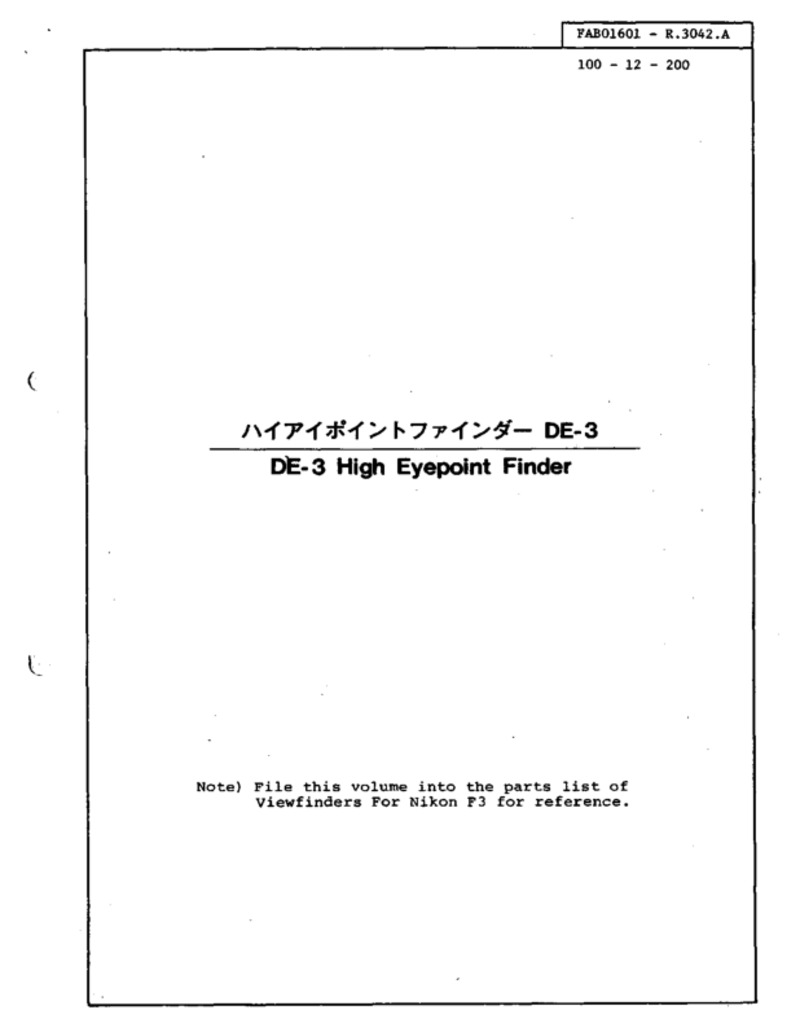 FAB01601 - R.3042.A
100 - 12 - 200
ハイアイポイントファインダー DE-3
DE-3 High Eyepoint Finder
Note) File this volume into the parts list of
Viewfinders For Nikon F3 for reference.